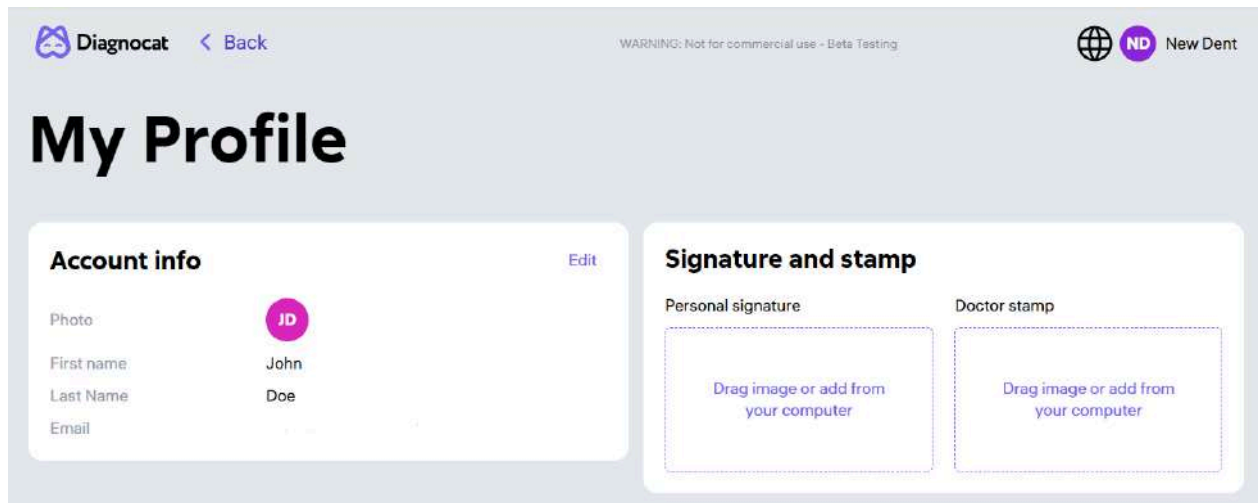 Diagnocat < Back
WARNING: Not for commercial use - Beta Testing
ND New Dent
My Profile
Account info
Edit
Photo
JD
First name
John
Last Name
Doe
Email
Signature and stamp
Personal signature
Drag image or add from
your computer
Doctor stamp
Drag image or add from
your computer